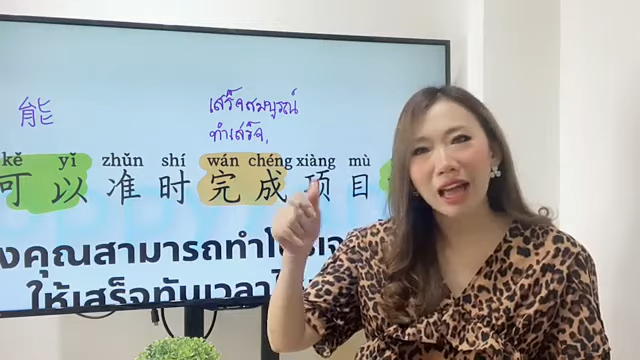 能
เสร็จสมบูรณ์
ทำเสร็จ,
kě yǐ zhǔn shí wán chéng xiàng mù
可以准时完成项目
งคุณสามารถทำโ
ให้เสร็จทันเวลาไ